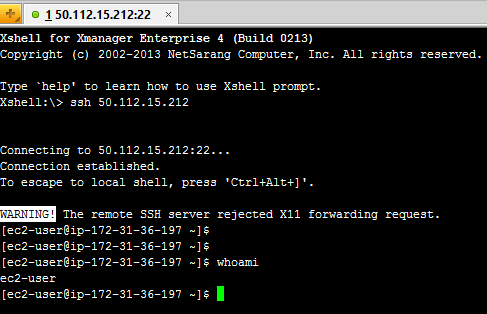 1 50.112.15.212:22 ×
Xshell for Xmanager Enterprise 4 (Build 0213)
Copyright (c) 2002-2013 NetSarang Computer, Inc. All rights reserved.
Type `help' to learn how to use Xshell prompt.
Xshell:\> ssh 50.112.15.212
Connecting to 50.112.15.212:22...
Connection established.
To escape to local shell, press 'Ctrl+Alt+]'.
WARNING! The remote SSH server rejected X11 forwarding request.
[ec2-user@ip-172-31-36-197 ~]$
[ec2-user@ip-172-31-36-197 ~]$
[ec2-user@ip-172-31-36-197 ~]$ whoami
ec2-user
[ec2-user@ip-172-31-36-197 ~]$